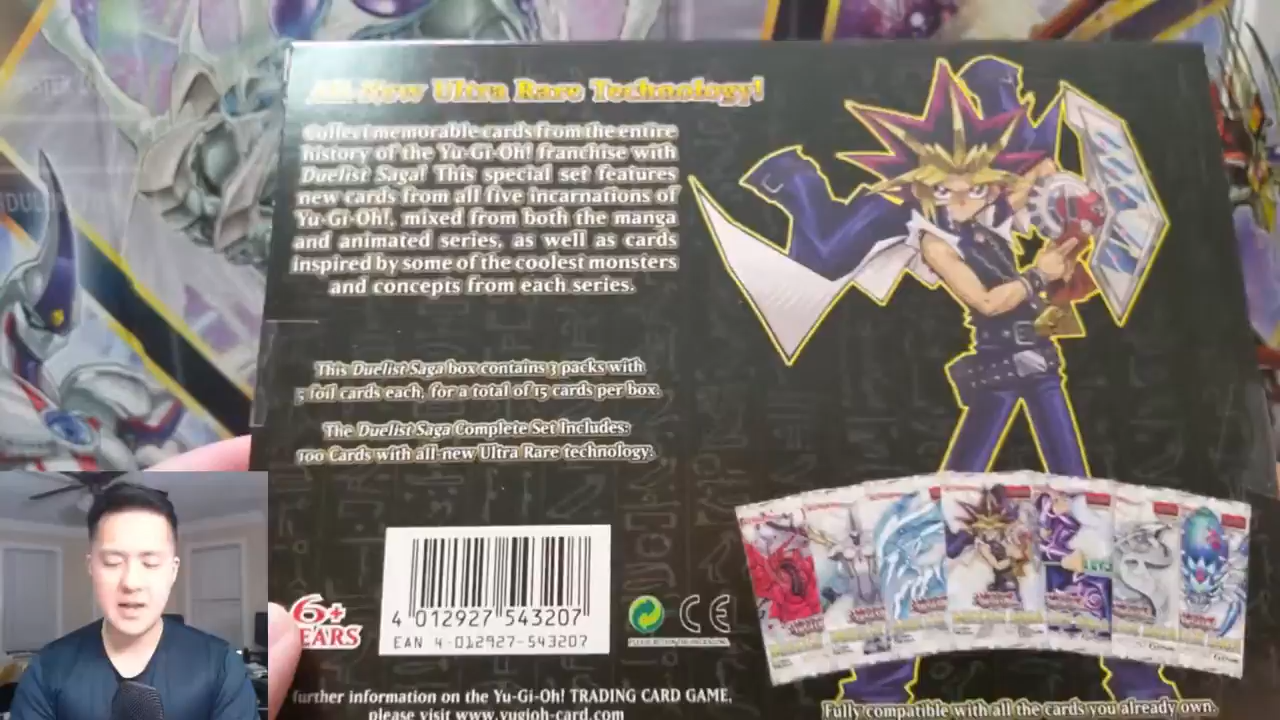 All-New Ultra Rare Technology!
Collect memorable cards from the entire
history of the Yu-Gi-Oh! franchise with
Duelist Saga! This special set features
new cards from all five incarnations of
Yu-Gi-Oh!, mixed from both the manga
and animated series, as well as cards
inspired by some of the coolest monsters
and concepts from each series.
This Duelist Saga box contains 3 packs with
5 foil cards each, for a total of 15 cards per box.
The Duelist Saga Complete Set includes:
100 Cards with all-new Ultra Rare technology.
4 012927 543207
EAN 4-012927-543207
6+
YEARS
CE
further information on the Yu-Gi-Oh! TRADING CARD GAME,
please visit www.yugioh-card.com
Fully compatible with all the cards you already own.